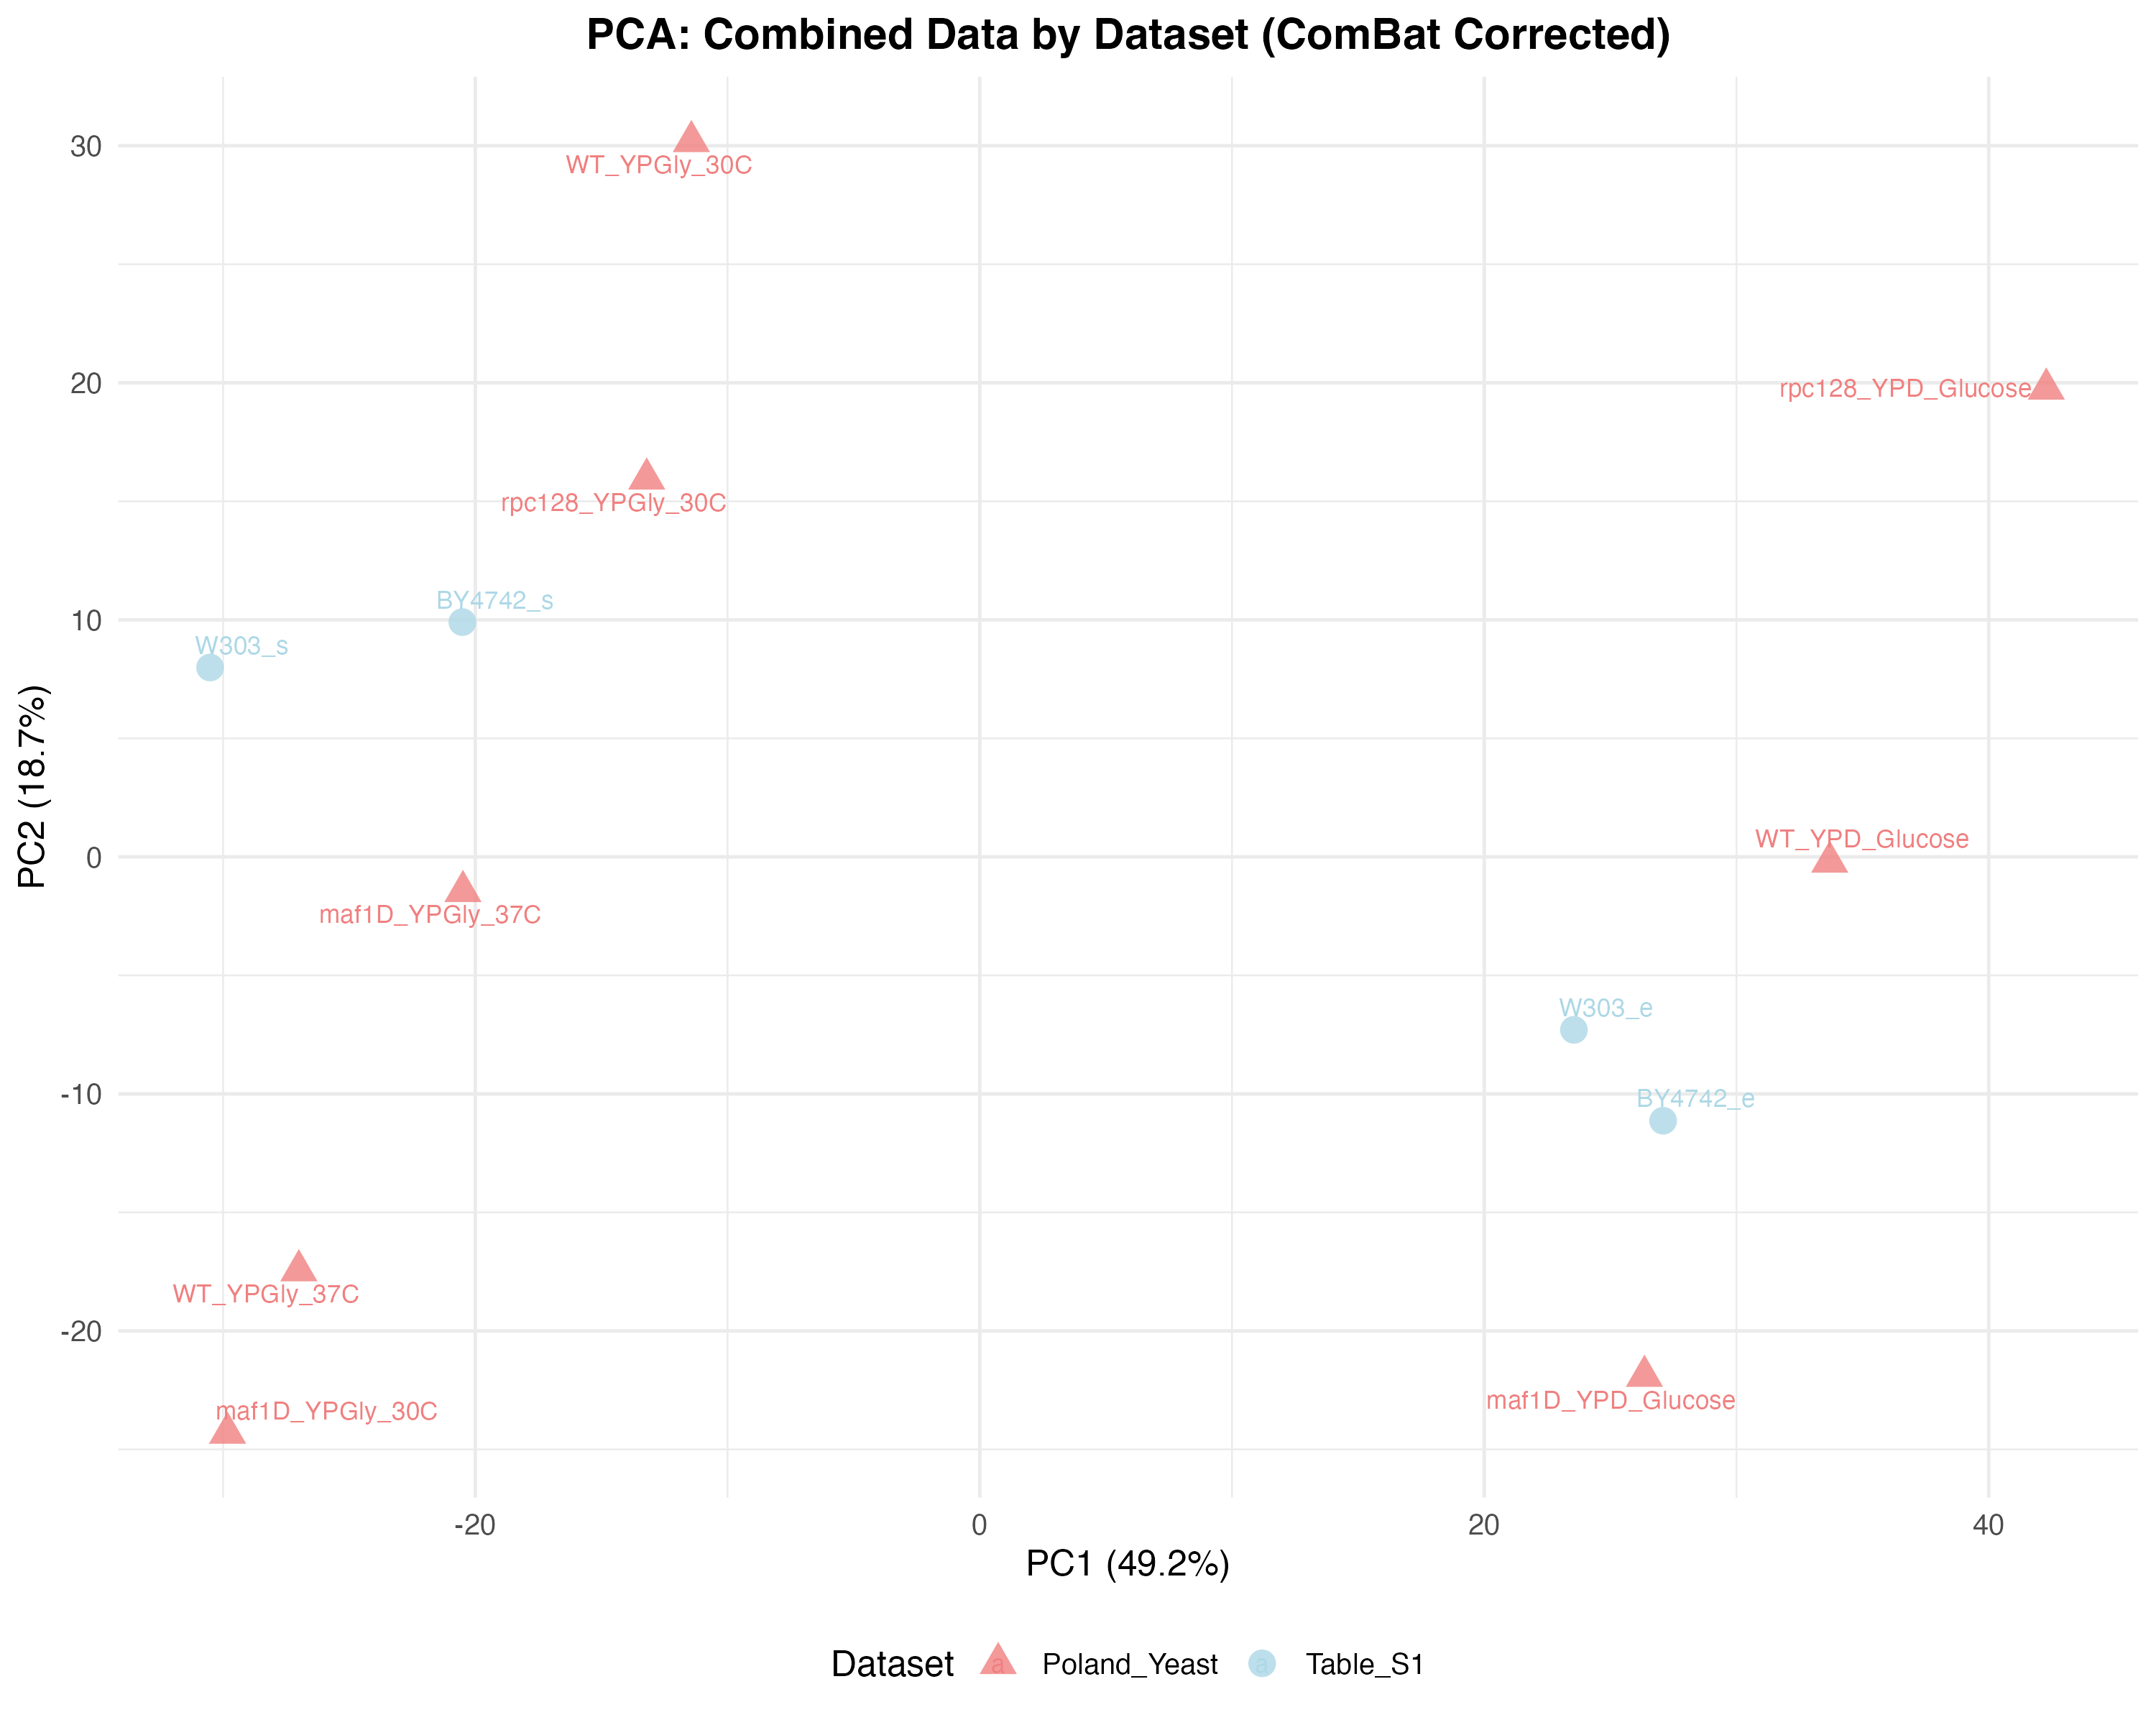 PCA: Combined Data by Dataset (ComBat Corrected)
30
WT_YPGly_30C
20
rpc128_YPD_Glucose
rpc128_YPGly_30C
BY4742_s
10
W303_s
PC2 (18.7%)
WT_YPD_Glucose
0
maf1D_YPGly_37C
W303_e
-10
BY4742_e
WT_YPGly_37C
-20
maf1D_YPD_Glucose
maf1D_YPGly_30C
-20 0 20 40
PC1 (49.2%)
Dataset a Poland_Yeast a Table_S1